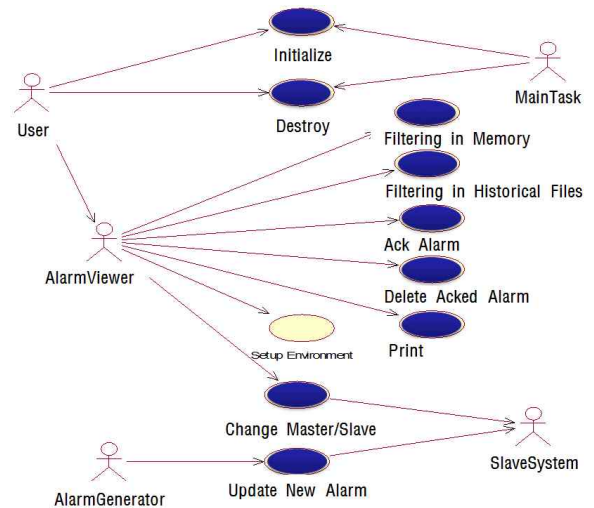 Initialize
MainTask
User
Destroy
Filtering in Memory
Filtering in Historical Files
Ack Alarm
AlarmViewer
Delete Acked Alarm
Setup Environment
Print
Change Master/Slave
SlaveSystem
AlarmGenerator
Update New Alarm